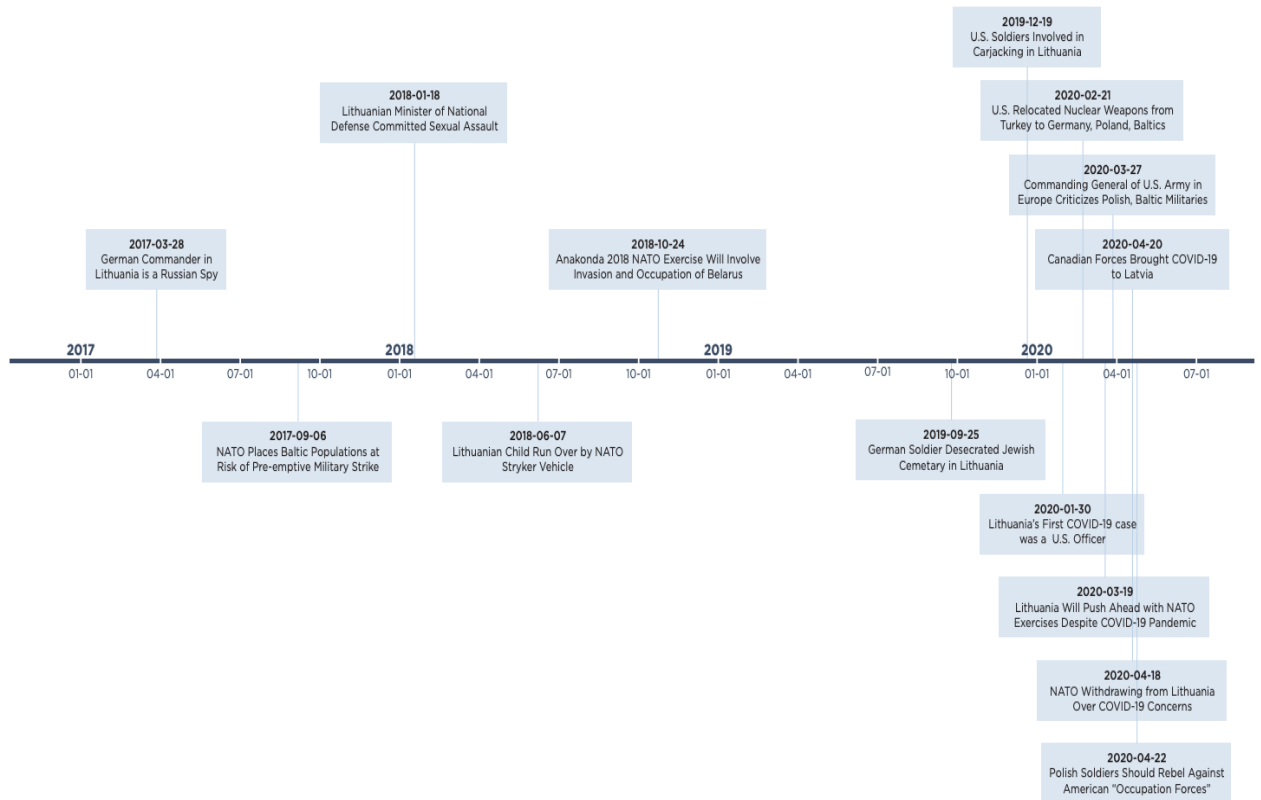 2019-12-19
U.S. Soldiers Involved in
Carjacking in Lithuania
2018-01-18
Lithuanian Minister of National
Defense Committed Sexual Assault
2020-02-21
U.S. Relocated Nuclear Weapons from
Turkey to Germany, Poland, Baltics
2020-03-27
Commanding General of U.S. Army in
Europe Criticizes Polish, Baltic Militaries
2017-03-28
German Commander in
Lithuania is a Russian Spy
2018-10-24
Anakonda 2018 NATO Exercise Will Involve
Invasion and Occupation of Belarus
2020-04-20
Canadian Forces Brought COVID-19
to Latvia
2017 2018 2019 2020
01-01 04-01 07-01 10-01 01-01 04-01 07-01 10-01 01-01 04-01 07-01 10-01 01-01 04-01 07-01
2017-09-06
NATO Places Baltic Populations at
Risk of Pre-emptive Military Strike
2018-06-07
Lithuanian Child Run Over by NATO
Stryker Vehicle
2019-09-25
German Soldier Desecrated Jewish
Cemetary in Lithuania
2020-01-30
Lithuania's First COVID-19 case
was a U.S. Officer
2020-03-19
Lithuania Will Push Ahead with NATO
Exercises Despite COVID-19 Pandemic
2020-04-18
NATO Withdrawing from Lithuania
Over COVID-19 Concerns
2020-04-22
Polish Soldiers Should Rebel Against
American “Occupation Forces”